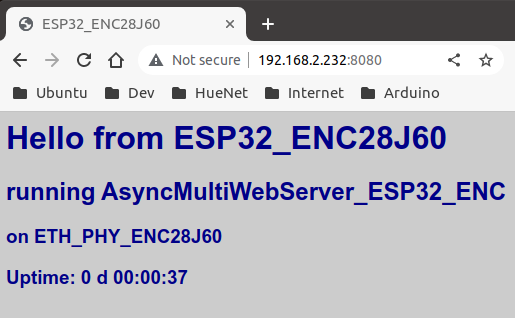 ESP32_ENC28J60
Not secure 192.168.2.232:8080
Ubuntu Dev HueNet Internet Arduino
Hello from ESP32_ENC28J60
running AsyncMultiWebServer_ESP32_ENC
on ETH_PHY_ENC28J60
Uptime: 0 d 00:00:37